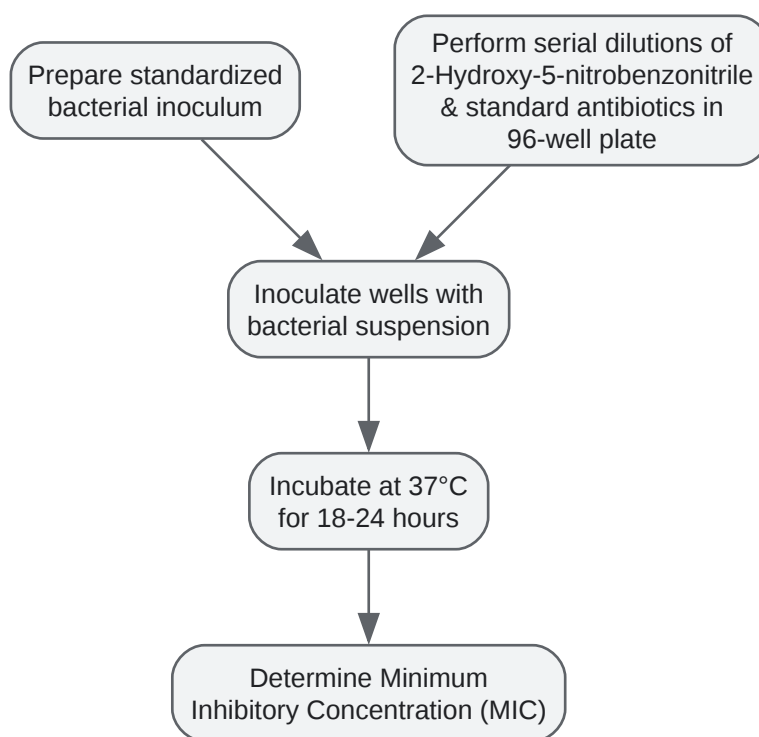 Prepare standardized
bacterial inoculum
Perform serial dilutions of
2-Hydroxy-5-nitrobenzonitrile
& standard antibiotics in
96-well plate
Inoculate wells with
bacterial suspension
Incubate at 37°C
for 18-24 hours
Determine Minimum
Inhibitory Concentration (MIC)